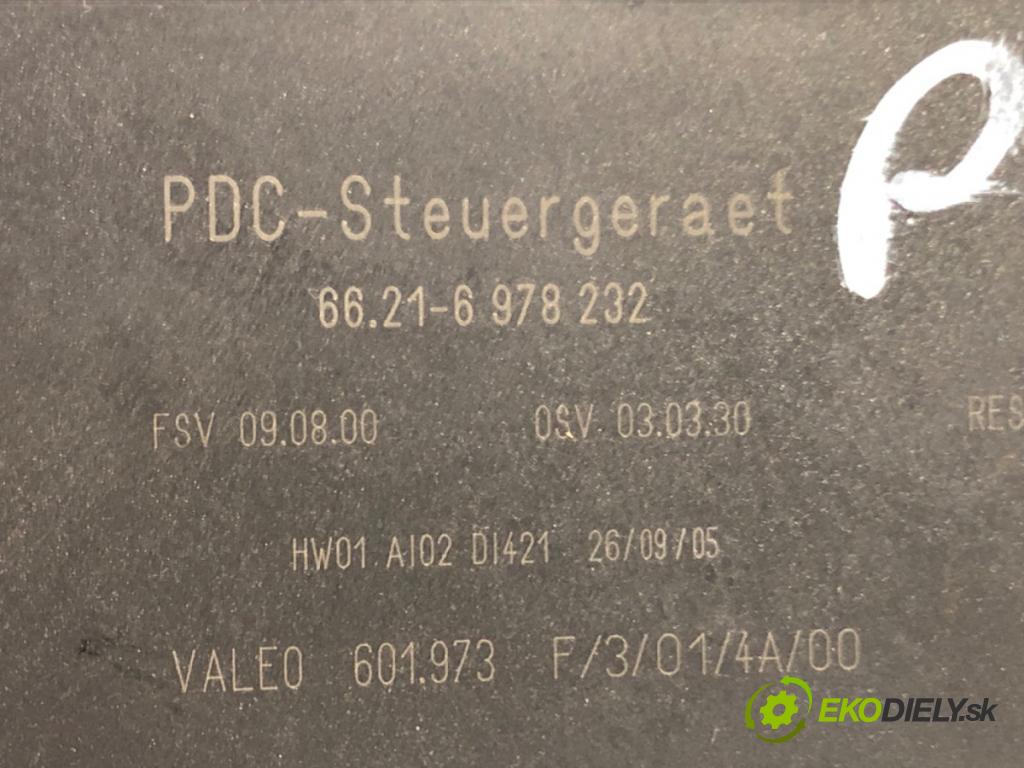 PDC-Steuergeraet
P
66.21-6 978 232
FSV 09.08.00 OSV 03.03.30 RES
HW01 AI02 DI421 26/09/05
VALEO 601.973 F/3/01/4A/00
EKODIELY.sk